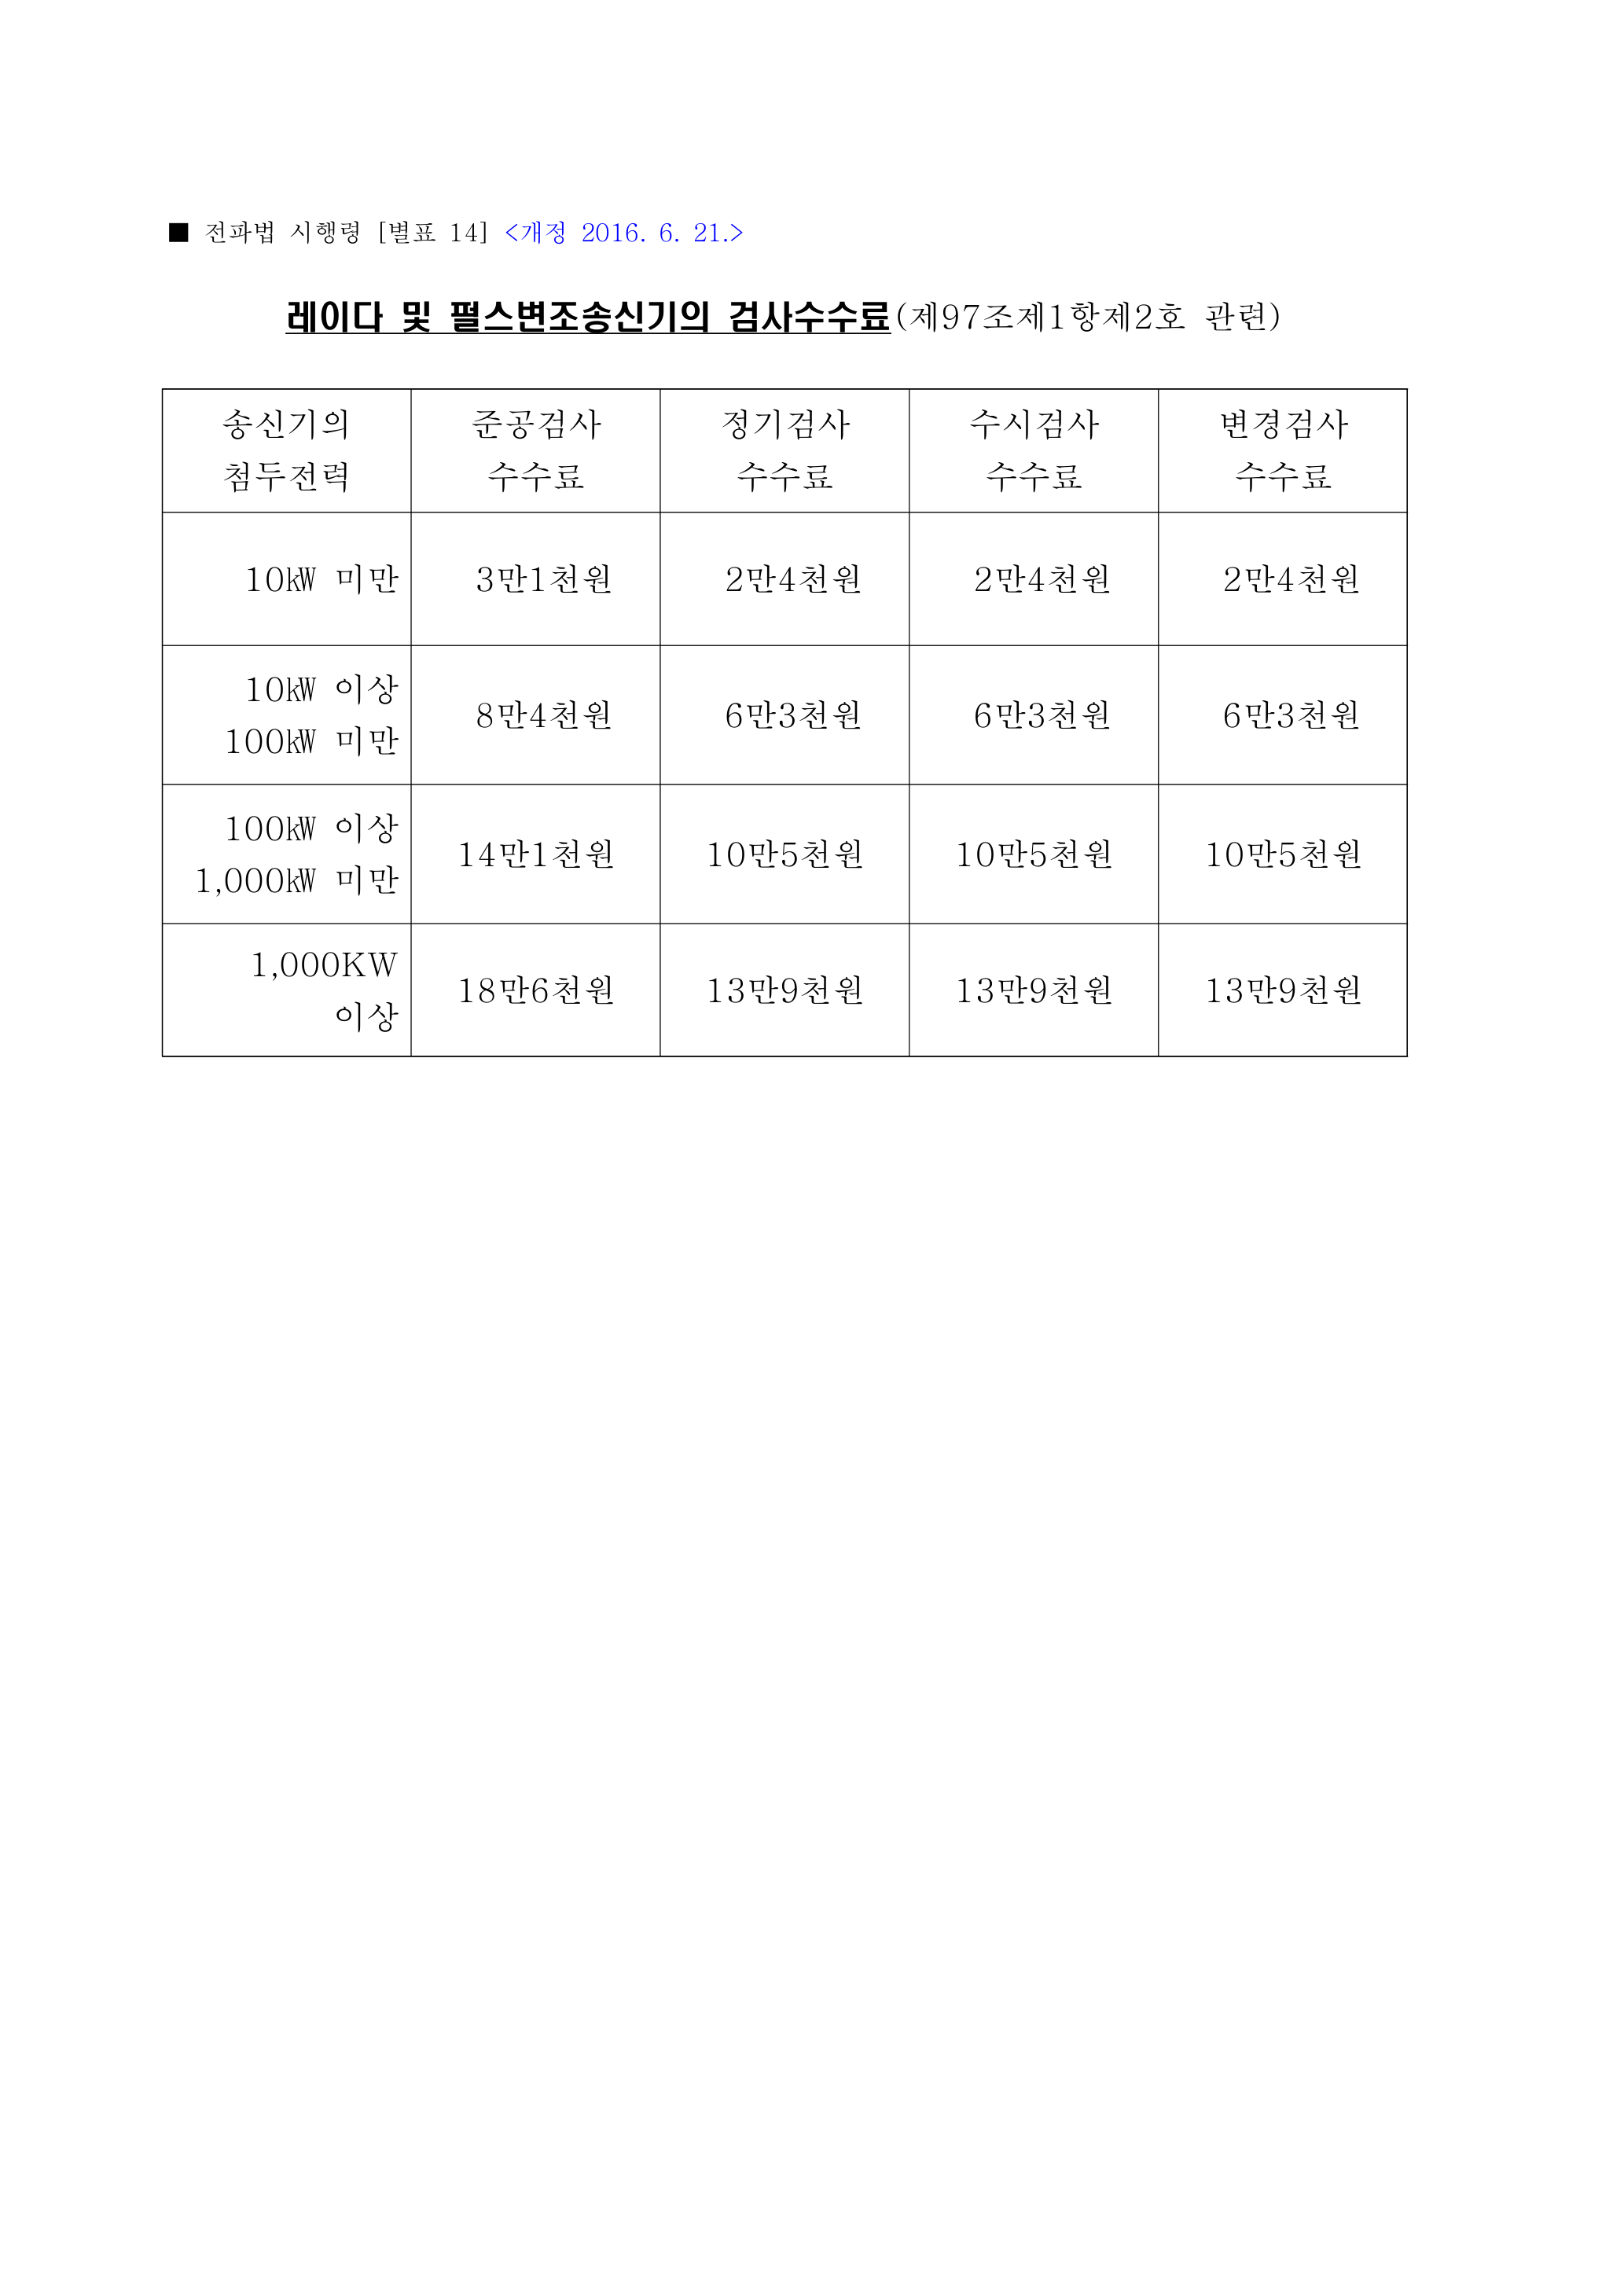 ■ 전파법 시행령 [별표 14] <개정 2016. 6. 21.>
레이다 및 펄스변조송신기의 검사수수료(제97조제1항제2호 관련)
송신기의
첨두전력
준공검사
수수료
정기검사
수수료
수시검사
수수료
변경검사
수수료
10㎾ 미만
3만1천원
2만4천원
2만4천원
2만4천원
10㎾ 이상
100㎾ 미만
8만4천원
6만3천원
6만3천원
6만3천원
100㎾ 이상
1,000㎾ 미만
14만1천원
10만5천원
10만5천원
10만5천원
1,000KW
이상
18만6천원
13만9천원
13만9천원
13만9천원